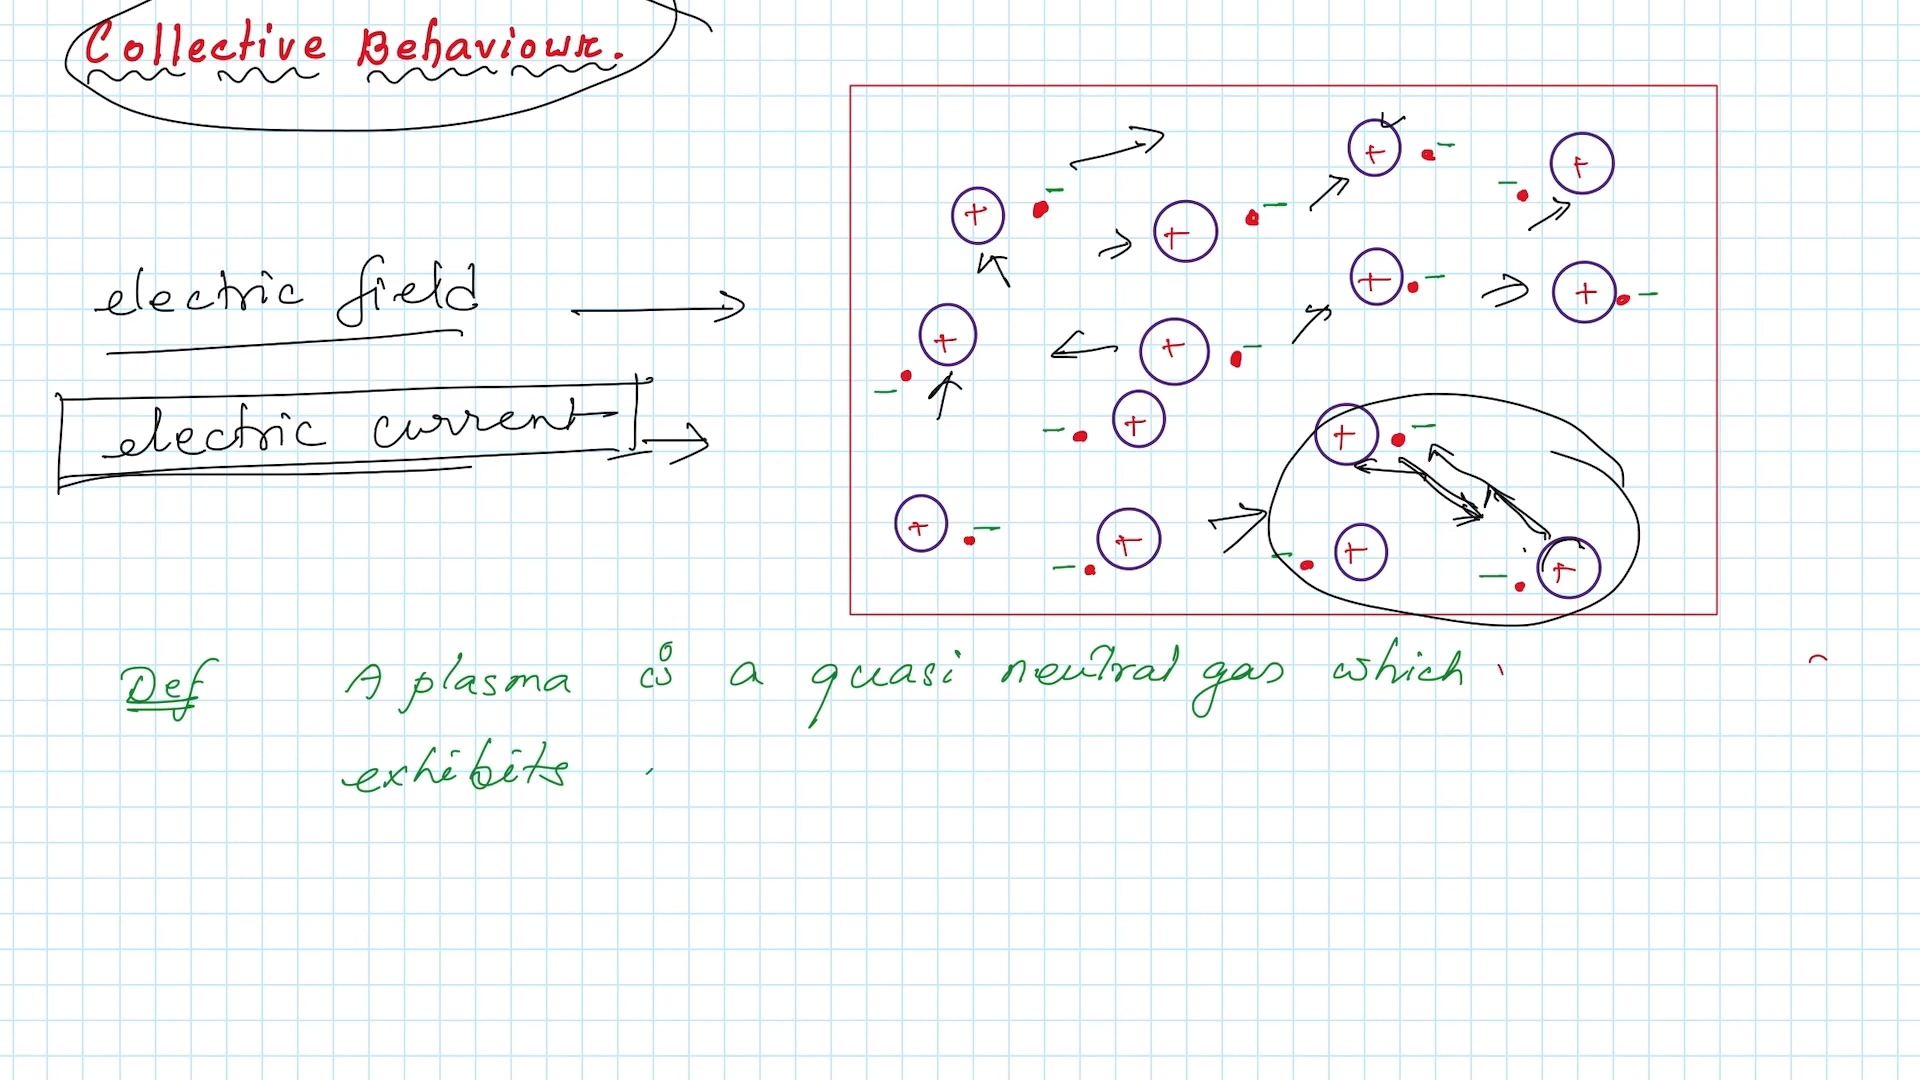 Collective Behaviour.
electric field
electric current
+ - + - + - + -
+ - + - + - + -
+ - + - + -
+ - + - + - + -
Def A plasma is a quasi neutral gas which
exhibits